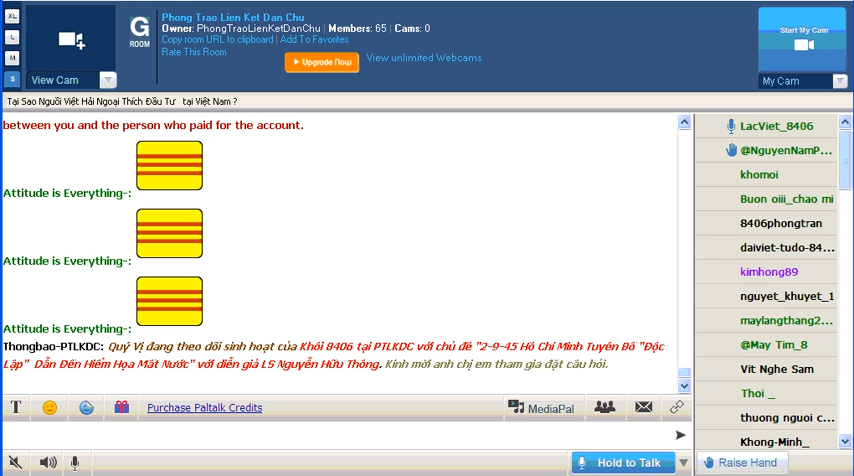 XL
L
M
S
View Cam
G
ROOM
Phong Trao Lien Ket Dan Chu
Owner: PhongTraoLienKetDanChu | Members: 65 | Cams: 0
Copy room URL to clipboard | Add To Favorites
Rate This Room
Upgrade Now
View unlimited Webcams
Start My Cam
My Cam
Tại Sao Người Việt Hải Ngoại Thích Đầu Tư tại Việt Nam ?
between you and the person who paid for the account.
Attitude is Everything-:
Attitude is Everything-:
Attitude is Everything-:
Thongbao-PTLKDC: Quý Vị đang theo dõi sinh hoạt của Khối 8406 tại PTLKDC với chủ đề "2-9-45 Hồ Chí Minh Tuyên Bố "Độc
Lập" Dẫn Đến Hiểm Họa Mất Nước" với diễn giả LS Nguyễn Hữu Thống. Kính mời anh chị em tham gia đặt câu hỏi.
LacViet_8406
@NguyenNamP...
khomoi
Buon oiii_chao mi
8406phongtran
daiviet-tudo-84...
kimhong89
nguyet_khuyet_1
maylangthang2...
@May Tim_8
Vit Nghe Sam
Thoi _
thuong nguoi c...
Khong-Minh_
T
Purchase Paltalk Credits
MediaPal
Hold to Talk
Raise Hand